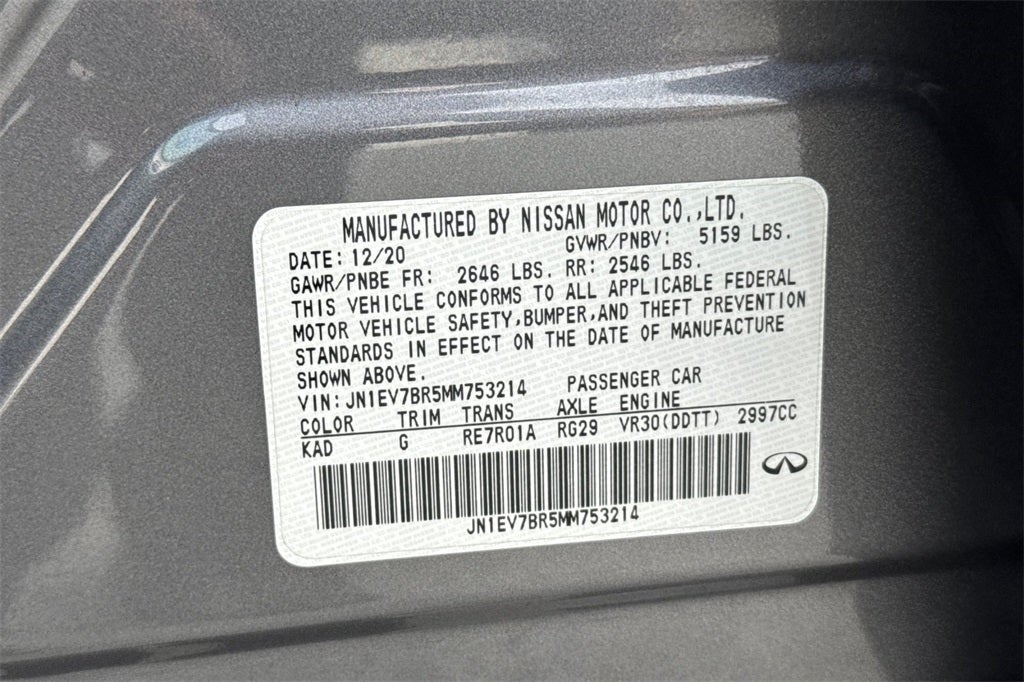 MANUFACTURED BY NISSAN MOTOR CO.,LTD.
DATE: 12/20 GVWR/PNBV: 5159 LBS.
GAWR/PNBE FR: 2646 LBS. RR: 2546 LBS.
THIS VEHICLE CONFORMS TO ALL APPLICABLE FEDERAL
MOTOR VEHICLE SAFETY,BUMPER,AND THEFT PREVENTION
STANDARDS IN EFFECT ON THE DATE OF MANUFACTURE
SHOWN ABOVE.
VIN: JN1EV7BR5MM753214 PASSENGER CAR
COLOR TRIM TRANS AXLE ENGINE
KAD G RE7R01A RG29 VR30(DDTT) 2997CC
JN1EV7BR5MM753214